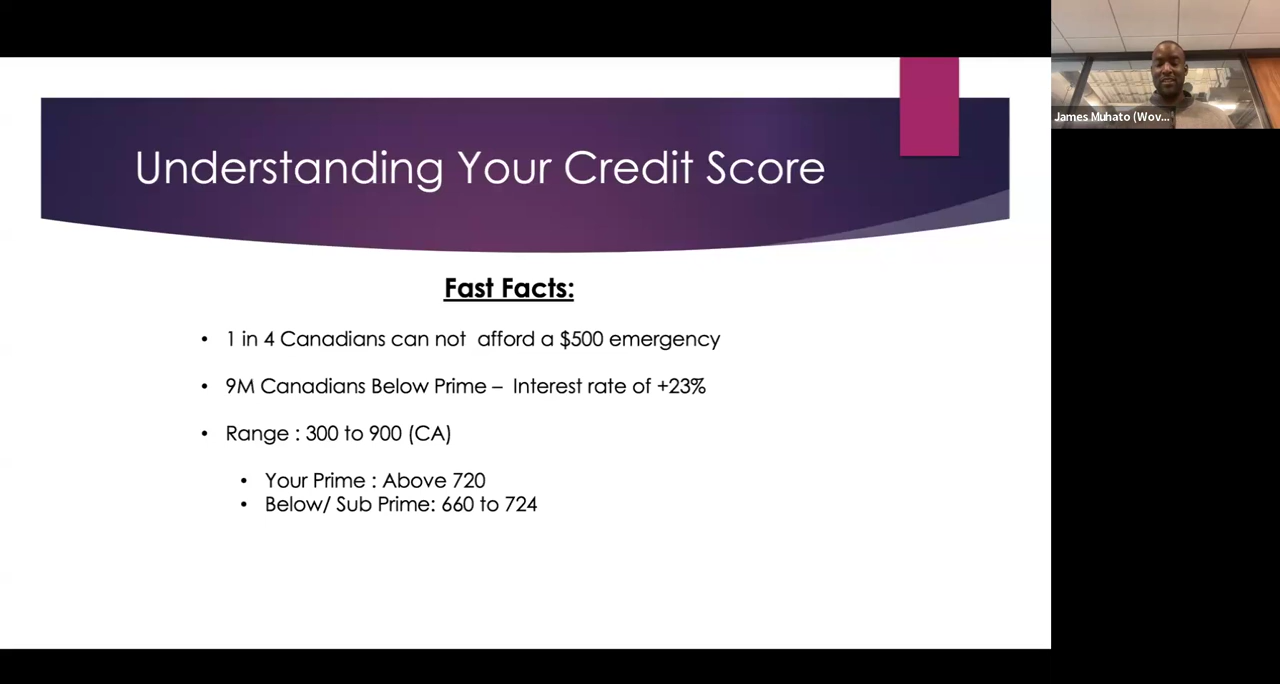 Understanding Your Credit Score
Fast Facts:
• 1 in 4 Canadians can not afford a $500 emergency
• 9M Canadians Below Prime – Interest rate of +23%
• Range : 300 to 900 (CA)
• Your Prime : Above 720
• Below/ Sub Prime: 660 to 724
James Muhato (Wov...